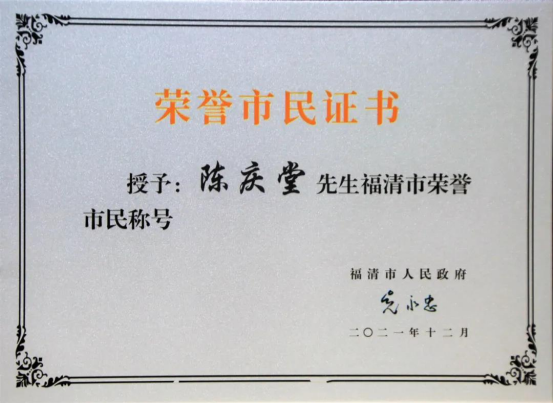 荣誉市民证书
授予：陈庆堂 先生福清市荣誉
市民称号
福清市人民政府
二〇二一年十二月